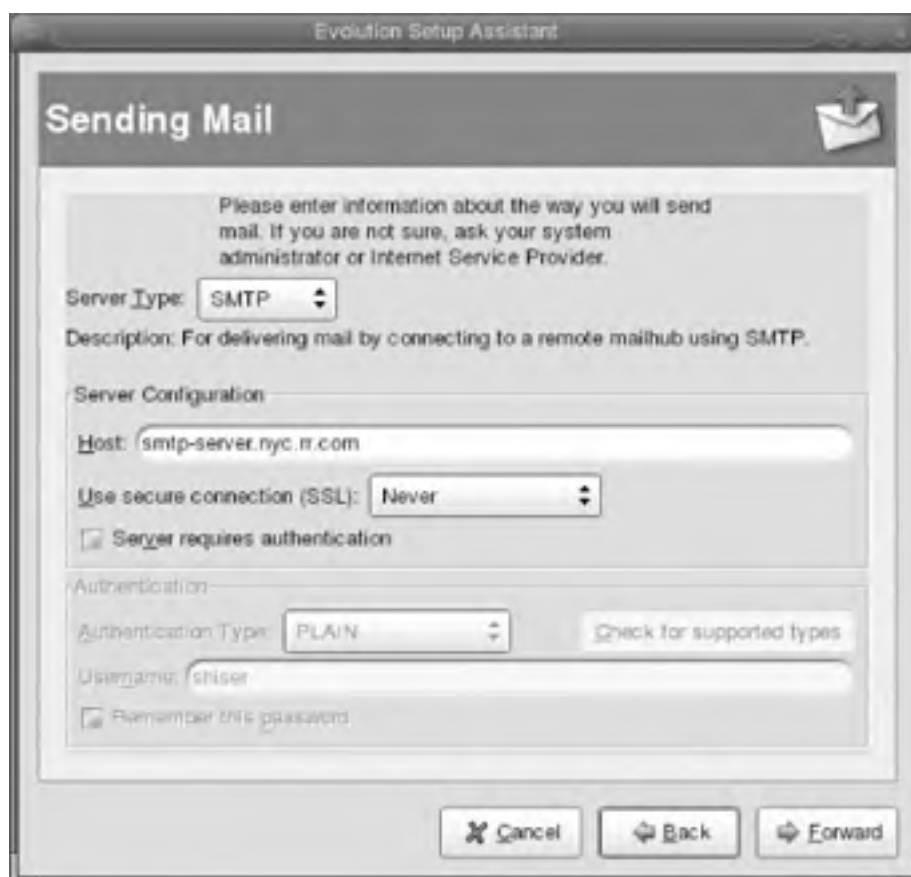 Evolution Setup Assistant
Sending Mail
Please enter information about the way you will send
mail. If you are not sure, ask your system
administrator or Internet Service Provider.
Server Type: SMTP
Description: For delivering mail by connecting to a remote mailhub using SMTP.
Server Configuration
Host: smtp-server.nyc.rr.com
Use secure connection (SSL): Never
Server requires authentication
Authentication
Authentication Type: PLAIN Check for supported types
Username: shiser
Remember this password
Cancel Back Forward